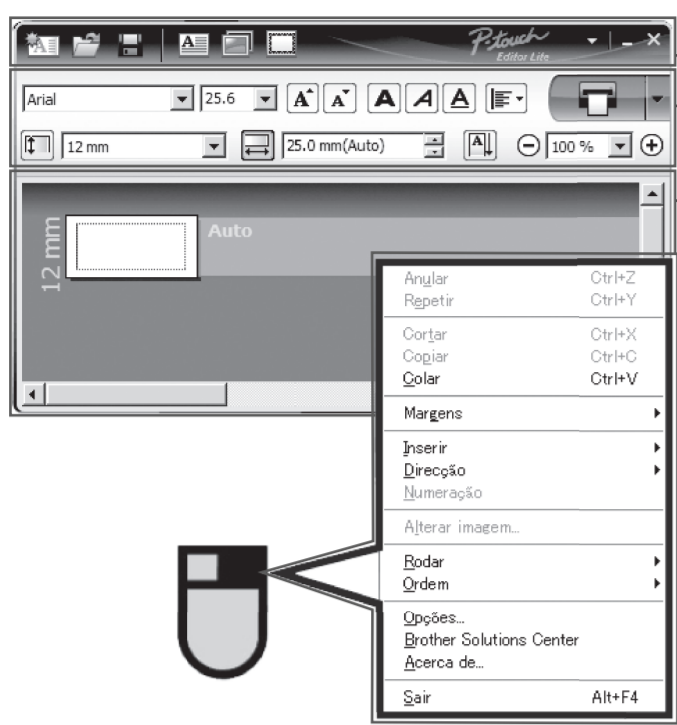 P-touch
Editor Lite
Arial 25.6 A A A A A
12 mm 25.0 mm(Auto) A 100 %
12 mm
Auto
Anular Ctrl+Z
Repetir Ctrl+Y
Cortar Ctrl+X
Copiar Ctrl+C
Colar Ctrl+V
Margens
Inserir
Direcção
Numeração
Alterar imagem...
Rodar
Ordem
Opções...
Brother Solutions Center
Acerca de...
Sair Alt+F4